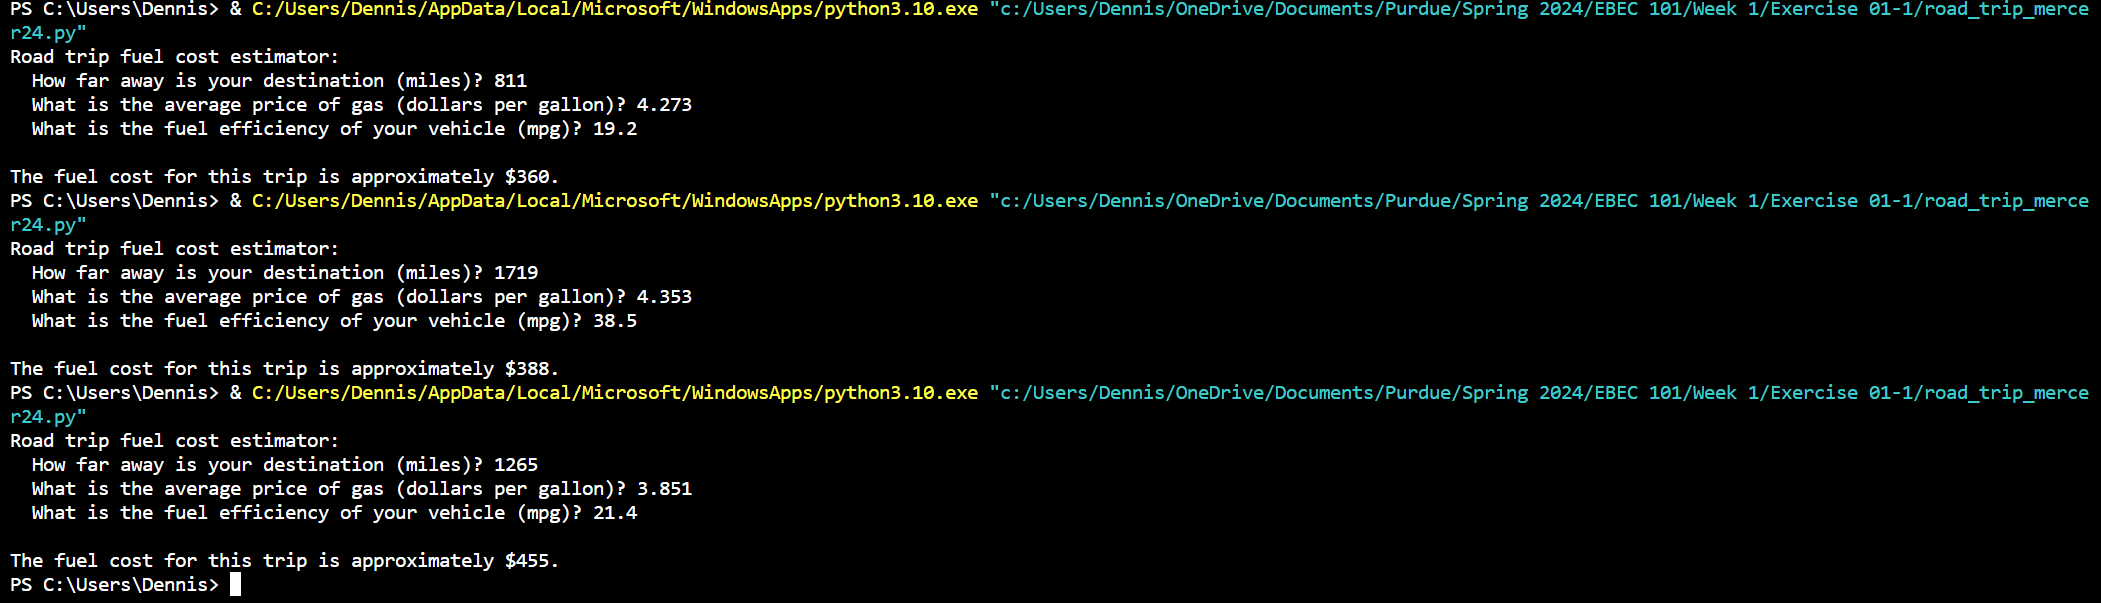 PS C:\Users\Dennis> & C:/Users/Dennis/AppData/Local/Microsoft/WindowsApps/python3.10.exe "c:/Users/Dennis/OneDrive/Documents/Purdue/Spring 2024/EBEC 101/Week 1/Exercise 01-1/road_trip_merce
r24.py"
Road trip fuel cost estimator:
  How far away is your destination (miles)? 811
  What is the average price of gas (dollars per gallon)? 4.273
  What is the fuel efficiency of your vehicle (mpg)? 19.2

The fuel cost for this trip is approximately $360.
PS C:\Users\Dennis> & C:/Users/Dennis/AppData/Local/Microsoft/WindowsApps/python3.10.exe "c:/Users/Dennis/OneDrive/Documents/Purdue/Spring 2024/EBEC 101/Week 1/Exercise 01-1/road_trip_merce
r24.py"
Road trip fuel cost estimator:
  How far away is your destination (miles)? 1719
  What is the average price of gas (dollars per gallon)? 4.353
  What is the fuel efficiency of your vehicle (mpg)? 38.5

The fuel cost for this trip is approximately $388.
PS C:\Users\Dennis> & C:/Users/Dennis/AppData/Local/Microsoft/WindowsApps/python3.10.exe "c:/Users/Dennis/OneDrive/Documents/Purdue/Spring 2024/EBEC 101/Week 1/Exercise 01-1/road_trip_merce
r24.py"
Road trip fuel cost estimator:
  How far away is your destination (miles)? 1265
  What is the average price of gas (dollars per gallon)? 3.851
  What is the fuel efficiency of your vehicle (mpg)? 21.4

The fuel cost for this trip is approximately $455.
PS C:\Users\Dennis>